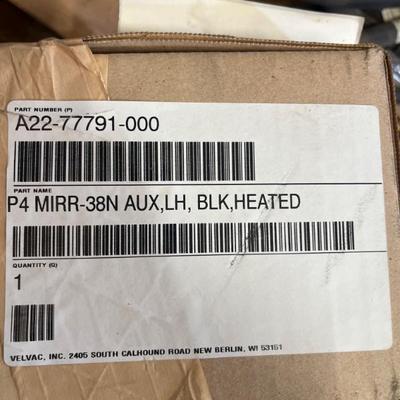 PART NUMBER (P)
A22-77791-000
PART NAME
P4 MIRR-38N AUX,LH, BLK,HEATED
QUANTITY (Q)
1
VELVAC, INC. 2405 SOUTH CALHOUND ROAD NEW BERLIN, WI 53151